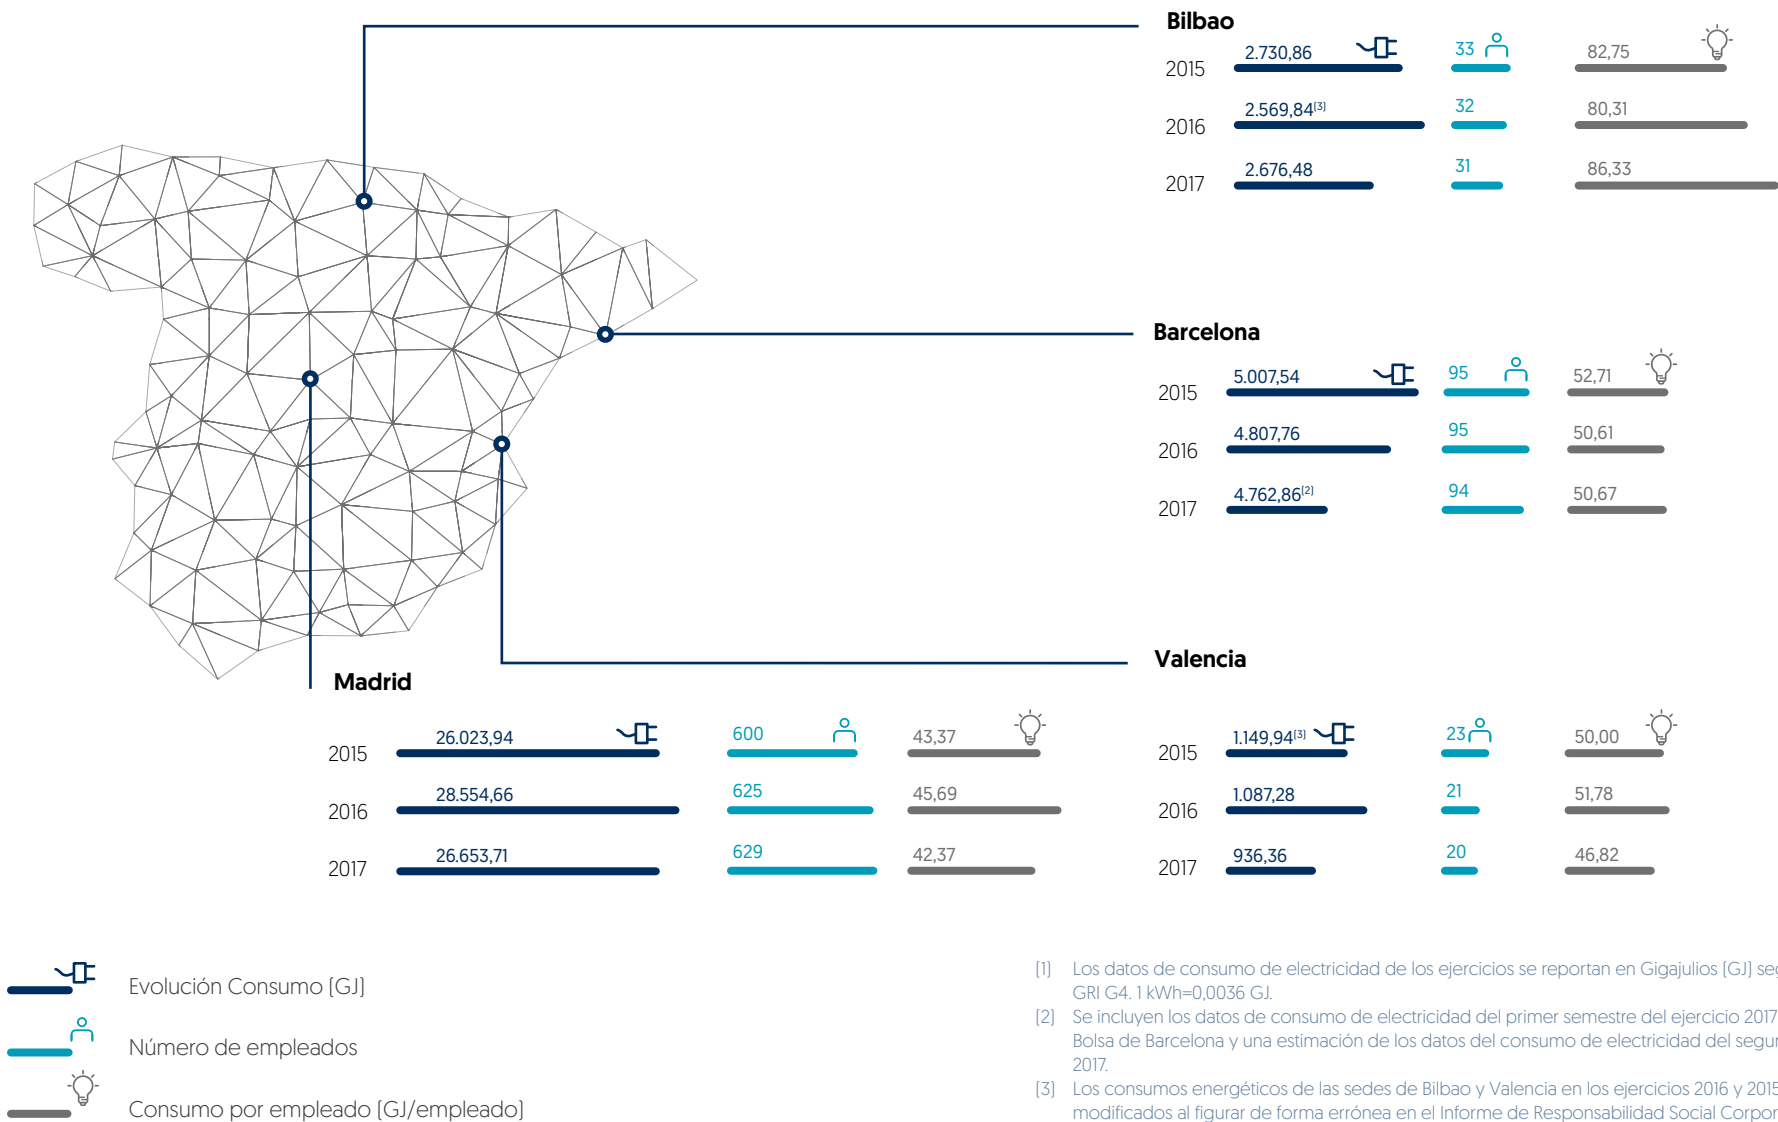 Bilbao
2015 2.730,86 33 82,75
2016 2.569,84(3) 32 80,31
2017 2.676,48 31 86,33
Barcelona
2015 5.007,54 95 52,71
2016 4.807,76 95 50,61
2017 4.762,86(2) 94 50,67
Madrid
2015 26.023,94 600 43,37
2016 28.554,66 625 45,69
2017 26.653,71 629 42,37
Valencia
2015 1.149,94(3) 23 50,00
2016 1.087,28 21 51,78
2017 936,36 20 46,82
Evolución Consumo (GJ)
Número de empleados
Consumo por empleado (GJ/empleado)
(1) Los datos de consumo de electricidad de los ejercicios se reportan en Gigajulios (GJ)
GRI G4. 1 kWh=0,0036 GJ.
(2) Se incluyen los datos de consumo de electricidad del primer semestre del ejercicio 2017
Bolsa de Barcelona y una estimación de los datos del consumo de electricidad del
2017.
(3) Los consumos energéticos de las sedes de Bilbao y Valencia en los ejercicios 2016 y 2015
modificados al figurar de forma errónea en el Informe de Responsabilidad Social